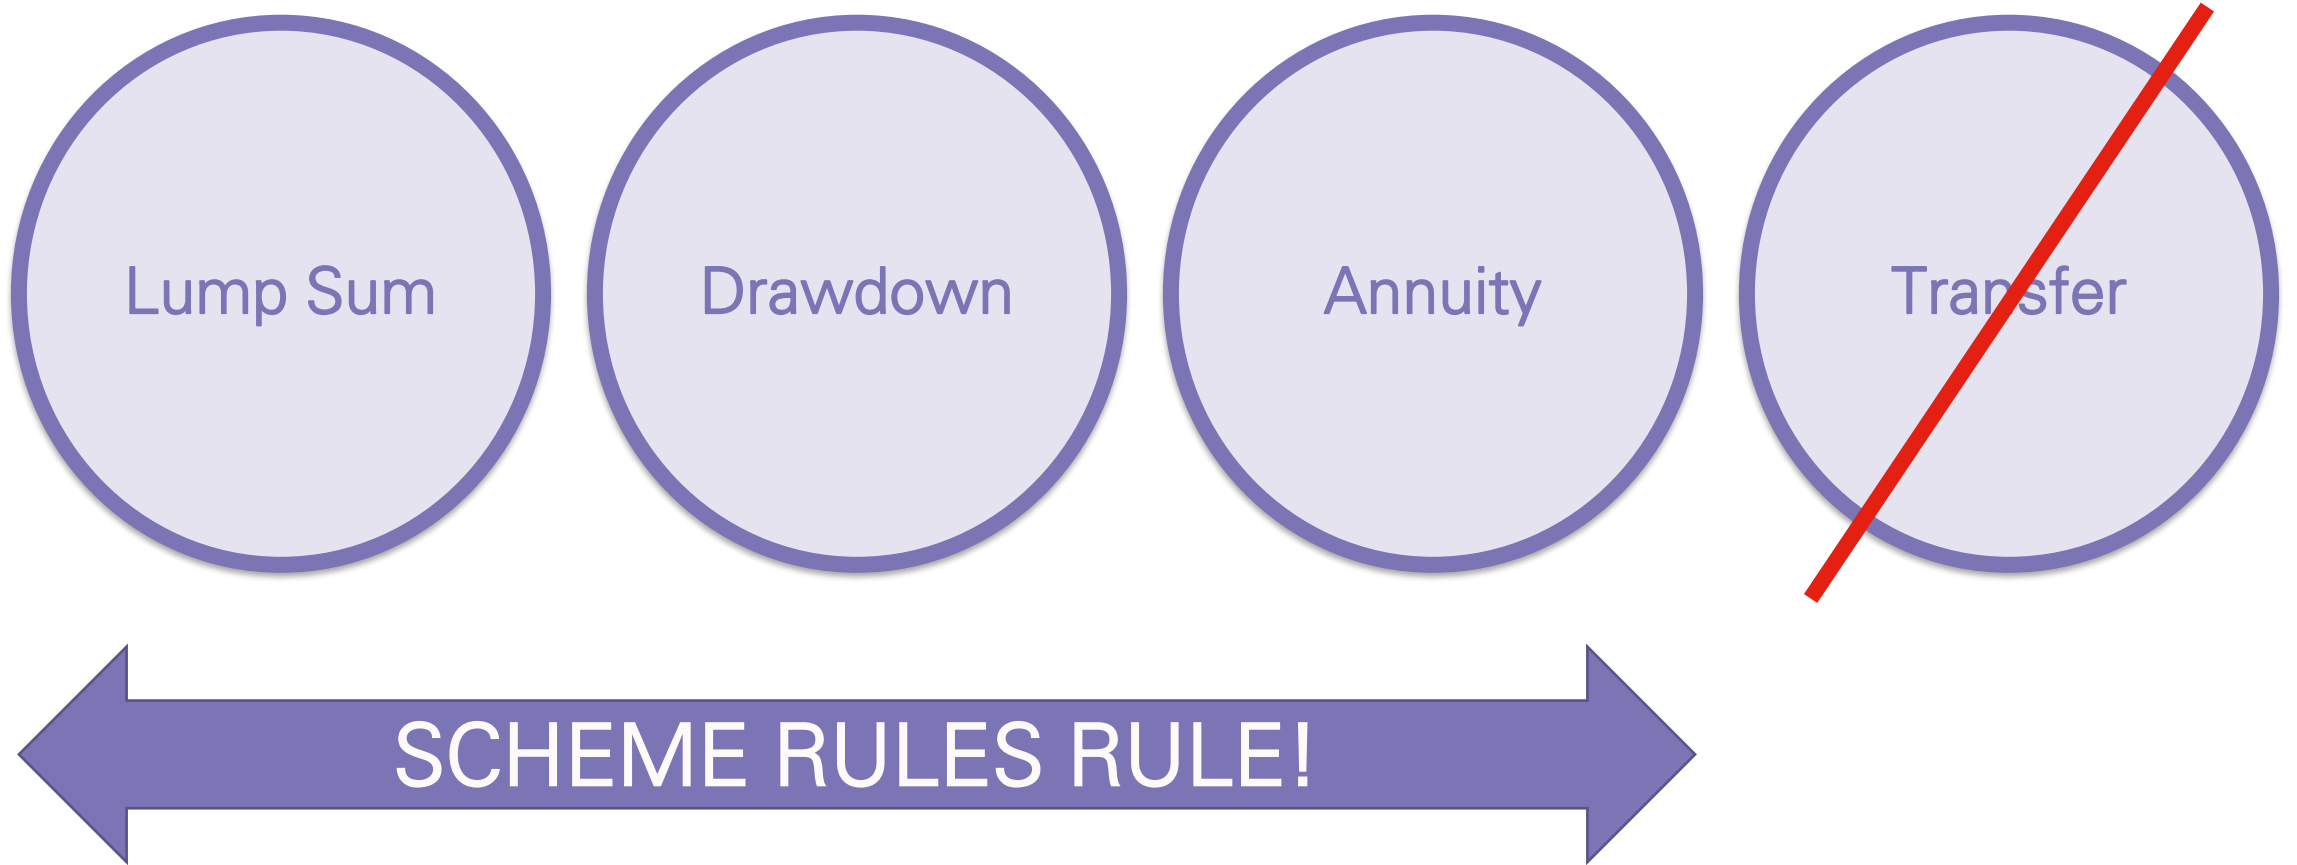 Lump Sum
Drawdown
Annuity
Transfer
SCHEME RULES RULE!